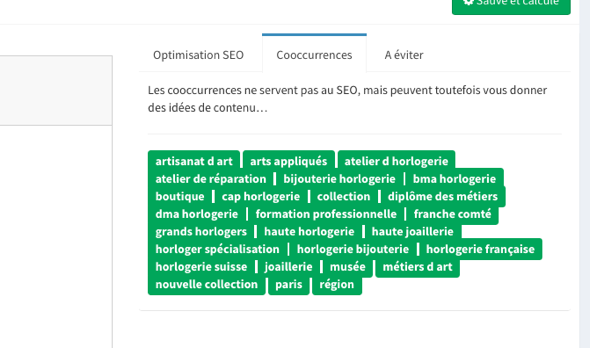 Sauve et calcule
Optimisation SEO Cooccurrences A éviter
Les cooccurrences ne servent pas au SEO, mais peuvent toutefois vous donner
des idées de contenu…
artisanat d art arts appliqués atelier d horlogerie
atelier de réparation bijouterie horlogerie bma horlogerie
boutique cap horlogerie collection diplôme des métiers
dma horlogerie formation professionnelle franche comté
grands horlogers haute horlogerie haute joaillerie
horloger spécialisation horlogerie bijouterie horlogerie française
horlogerie suisse joaillerie musée métiers d art
nouvelle collection paris région